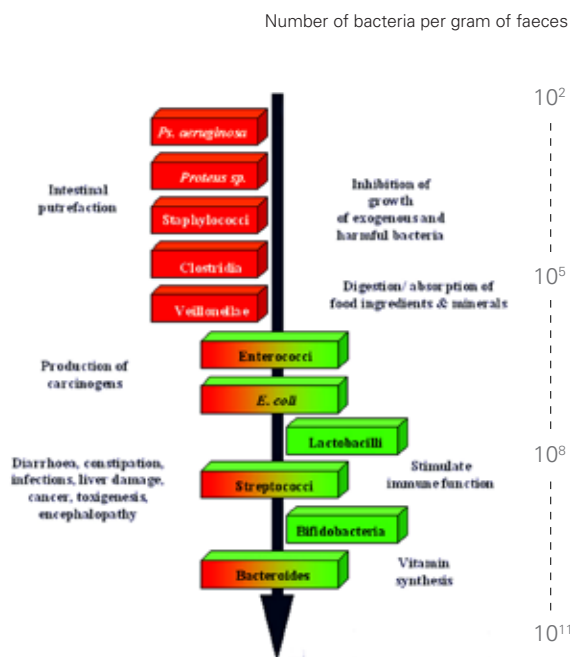 Number of bacteria per gram of faeces
10²
Ps. aeruginosa
Proteus sp.
Intestinal
putrefaction
Inhibition of
growth
of exogenous and
harmful bacteria
Staphylococci
Clostridia
10⁵
Digestion/ absorption of
food ingredients & minerals
Veillonellae
Enterococci
Production of
carcinogens
E. coli
Lactobacilli
10⁸
Diarrhoea, constipation,
infections, liver damage,
cancer, toxigenesis,
encephalopathy
Stimulate
immune function
Streptococci
Bifidobacteria
Vitamin
synthesis
Bacteroides
10¹¹